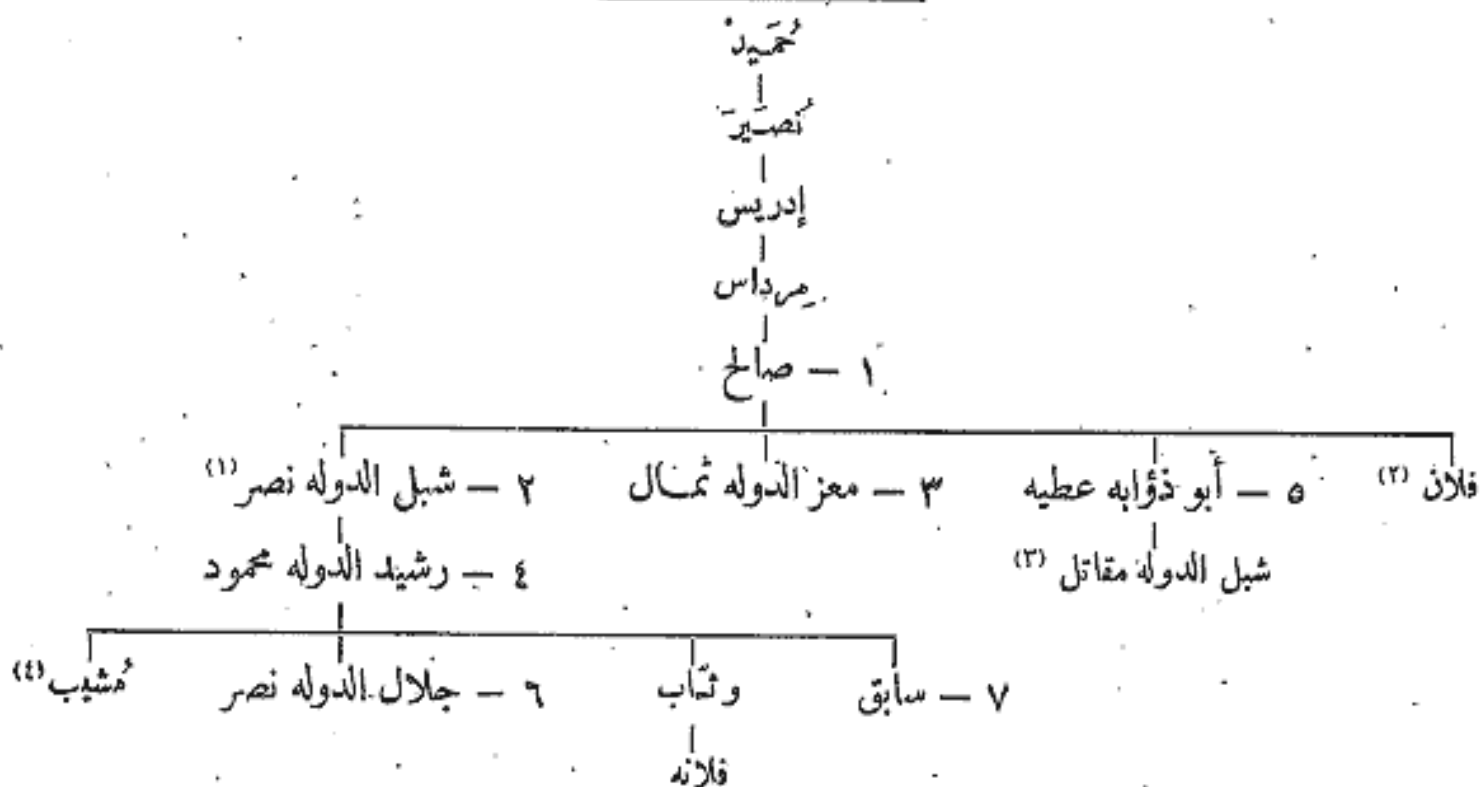 حُمَيد
نُصَيرَ
إدريس
مِرداس
١ — صالح
فلان (٢) ٥ — أبو ذؤابه عطيه ٣ — معز الدوله ثمال ٢ — شبل الدوله نصر (١)
شبل الدوله مقاتل (٣) ٤ — رشيد الدوله محمود
٧ — سابق وثّاب ٦ — جلال الدوله نصر مُشيب (٤)
فلانه